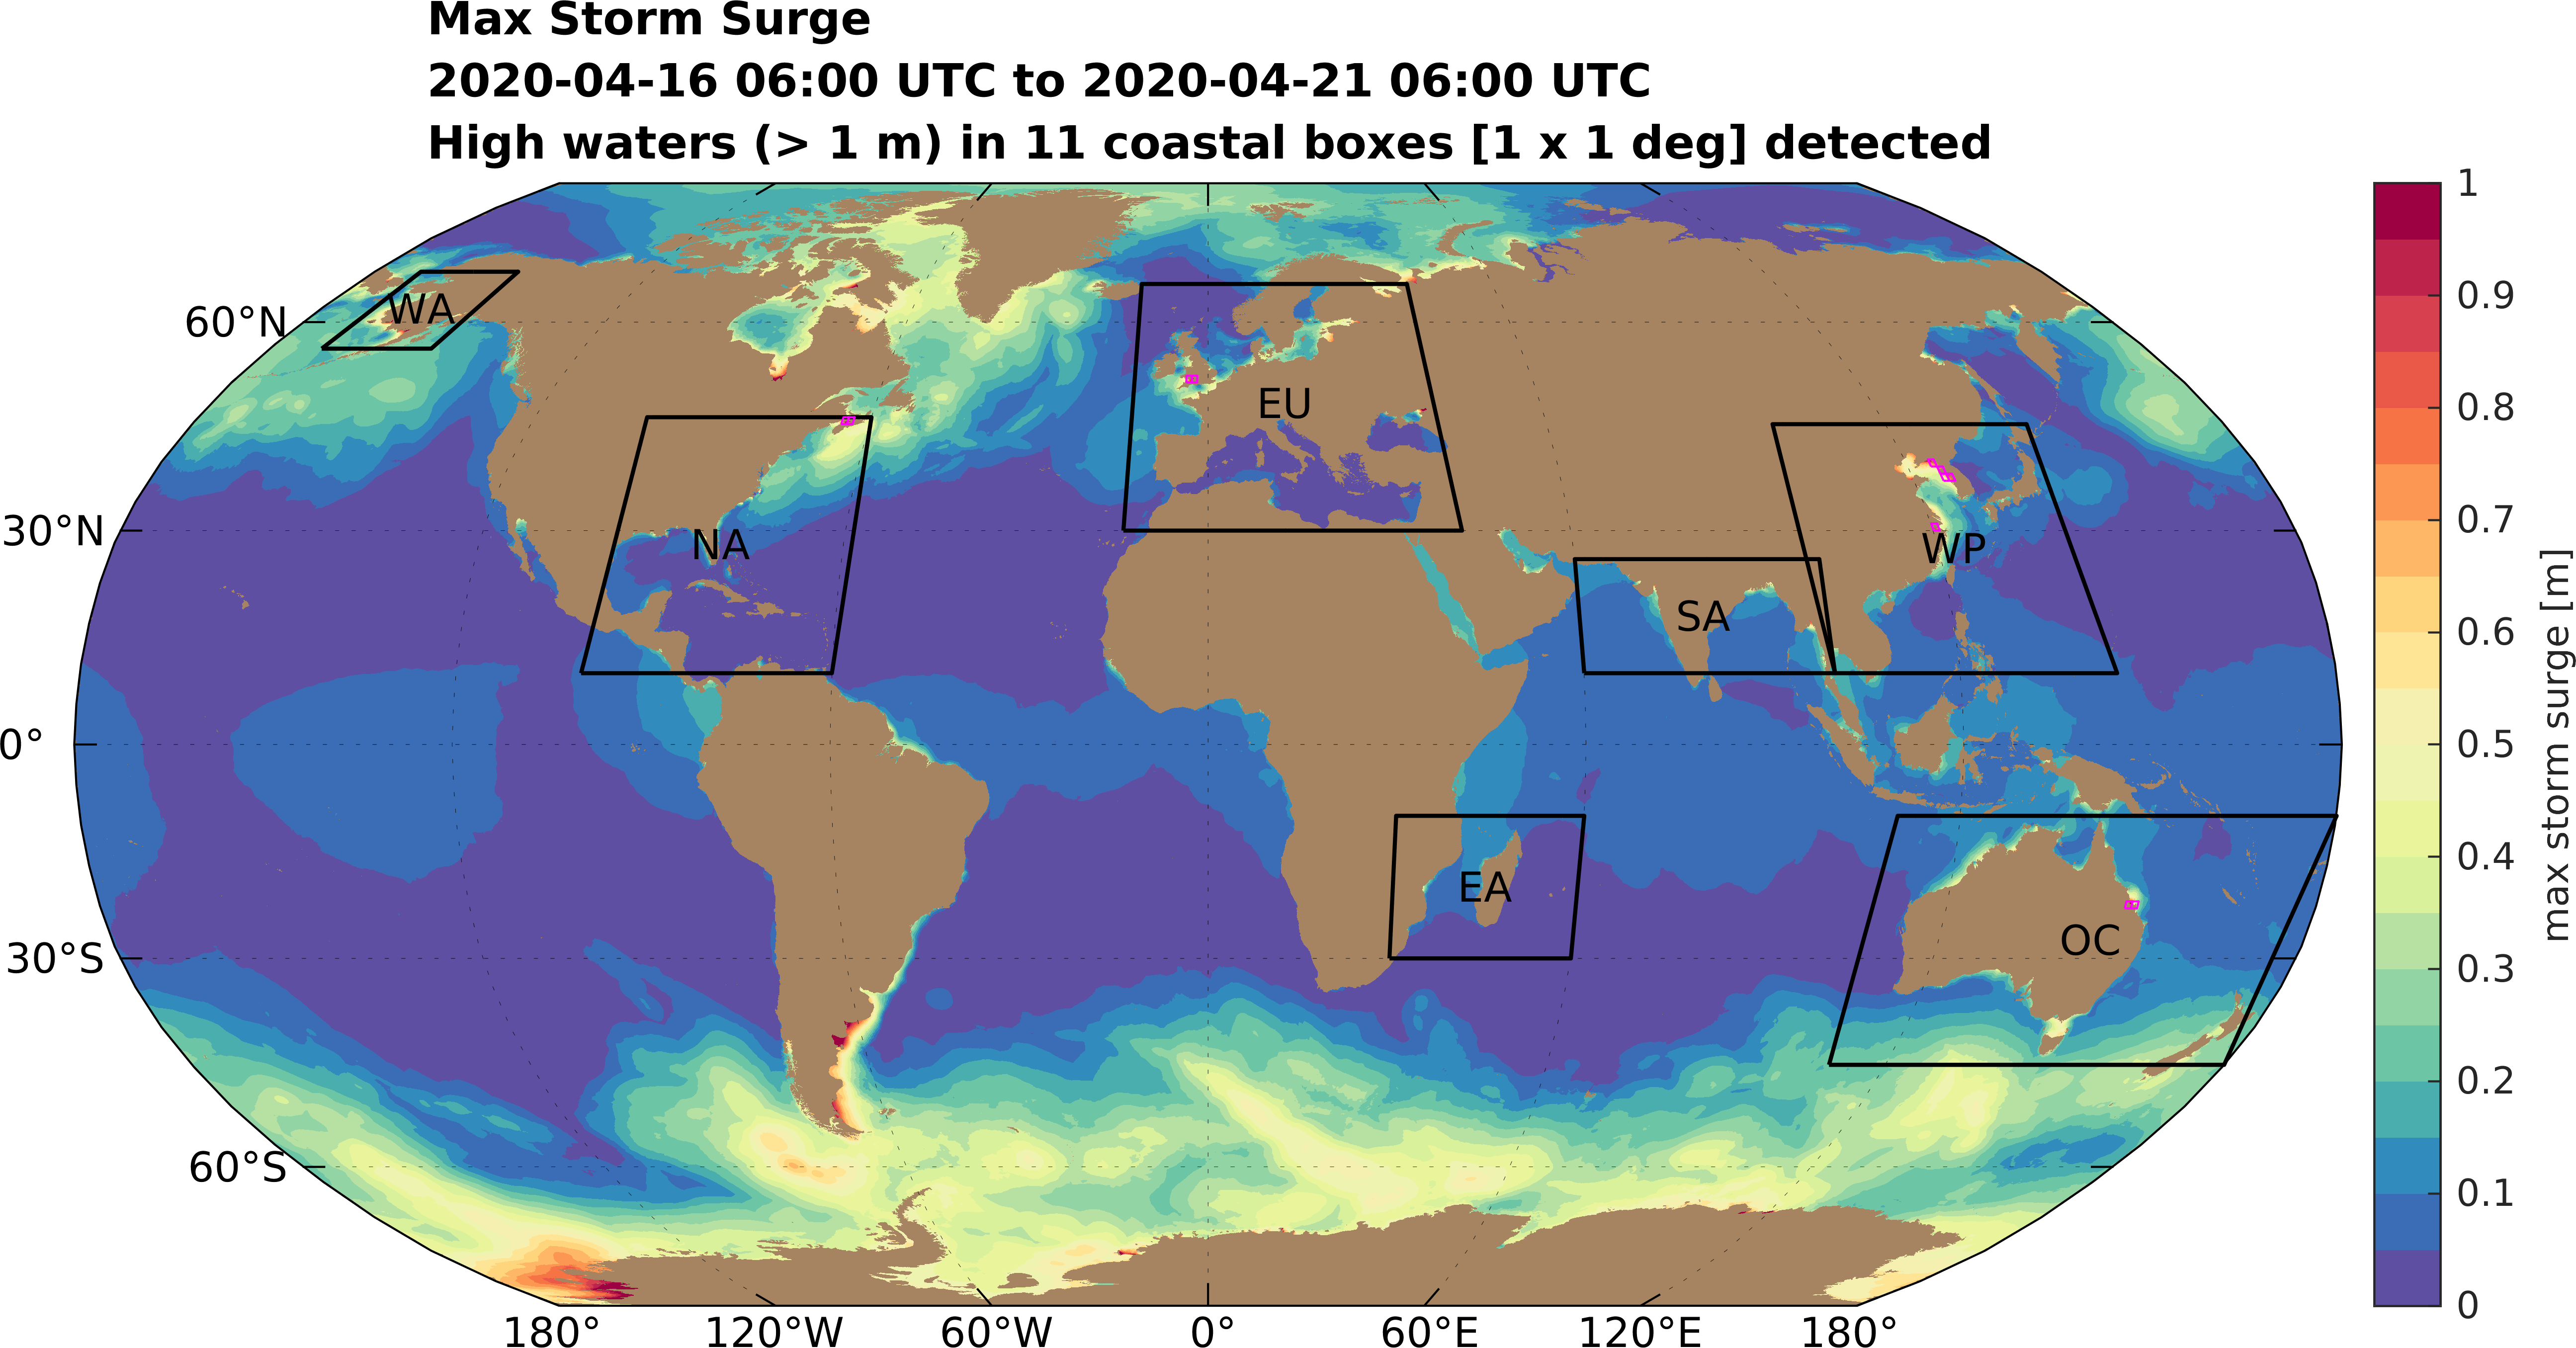 Max Storm Surge
2020-04-16 06:00 UTC to 2020-04-21 06:00 UTC
High waters (> 1 m) in 11 coastal boxes [1 x 1 deg] detected
60°N
30°N
0°
30°S
60°S
WA
NA
EU
SA
WP
EA
OC
180°
120°W
60°W
0°
60°E
120°E
180°
1
0.9
0.8
0.7
0.6
0.5
0.4
0.3
0.2
0.1
0
max storm surge [m]